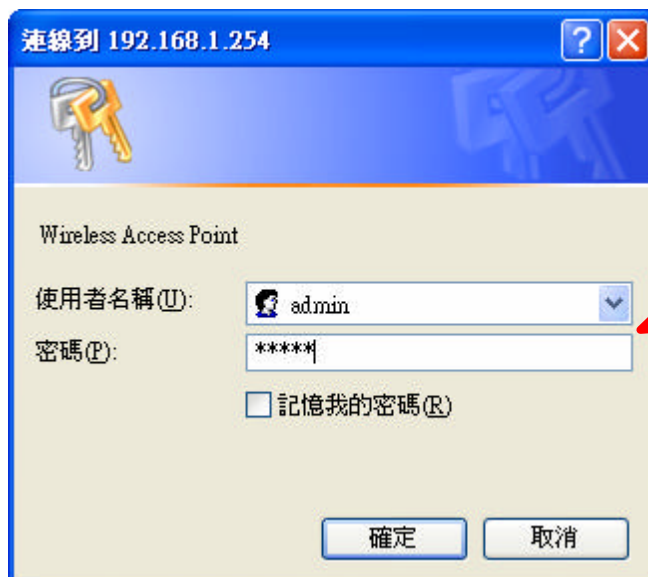 連線到 192.168.1.254
Wireless Access Point
使用者名稱(U): admin
密碼(P): *****
記憶我的密碼(R)
確定 取消